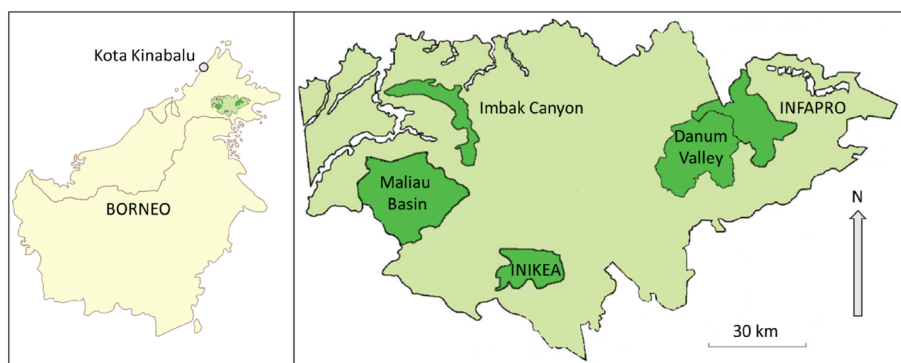 Kota Kinabalu
BORNEO
Imbak Canyon
INFAPRO
Danum
Valley
Maliau
Basin
INIKEA
N
30 km